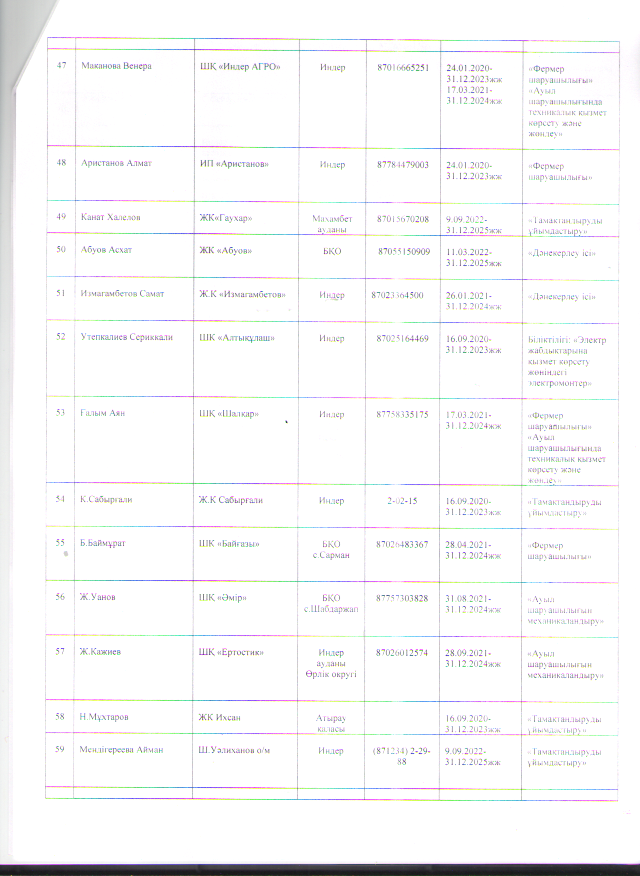 47 Маканова Венера ШҚ «Индер АГРО» Индер 87016665251 24.01.2020- «Фермер
31.12.2023жж шаруашылығы»
17.03.2021- «Ауыл
31.12.2024жж шаруашылығында
техникалық қызмет
көрсету және
жөндеу»
48 Аристанов Алмат ИП «Аристанов» Индер 87784479003 24.01.2020- «Фермер
31.12.2023жж шаруашылығы»
49 Канат Халелов ЖК«Гаухар» Махамбет 87015670208 9.09.2022- «Тамақтандыруды
ауданы 31.12.2025жж ұйымдастыру»
50 Абуов Асхат ЖК «Абуов» БҚО 87055150909 11.03.2022- «Дәнекерлеу ісі»
31.12.2025жж
51 Измагамбетов Самат Ж.К «Измагамбетов» Индер 87023364500 26.01.2021- «Дәнекерлеу ісі»
31.12.2024жж
52 Утепкалиев Сериккали ШК «Алтықұлаш» Индер 87025164469 16.09.2020- Біліктілігі: «Электр
31.12.2023жж жабдықтарына
қызмет көрсету
жөніндегі
электромонтер»
53 Ғалым Аян ШҚ «Шалқар» Индер 87758335175 17.03.2021- «Фермер
31.12.2024жж шаруашылығы»
«Ауыл
шаруашылығында
техникалық қызмет
көрсету және
жөндеу»
54 К.Сабырғали Ж.К Сабырғали Индер 2-02-15 16.09.2020- «Тамақтандыруды
31.12.2023жж ұйымдастыру»
55 Б.Баймұрат ШК «Байғазы» БҚО 87026483367 28.04.2021- «Фермер
с.Сарман 31.12.2024жж шаруашылығы»
56 Ж.Уанов ШҚ «Әмір» БҚО 87757303828 31.08.2021- «Ауыл
с.Шабдаржап 31.12.2024жж шаруашылығын
механикаландыру»
57 Ж.Кажиев ШҚ «Ертостик» Индер 87026012574 28.09.2021- «Ауыл
ауданы 31.12.2024жж шаруашылығын
Өрлік округі механикаландыру»
58 Н.Мұхтаров ЖК Ихсан Атырау 16.09.2020- «Тамақтандыруды
қаласы 31.12.2023жж ұйымдастыру»
59 Мендігереева Айман Ш.Уәлиханов о/м Индер (871234) 2-29- 9.09.2022- «Тамақтандыруды
88 31.12.2025жж ұйымдастыру»